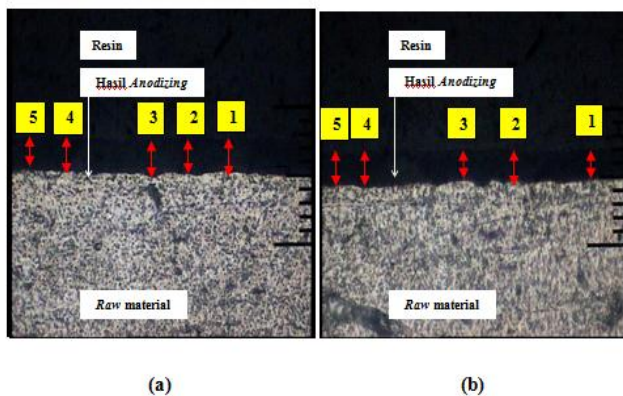 Resin
Hasil Anodizing
5 4 3 2 1
Raw material
(a)
Resin
Hasil Anodizing
5 4 3 2 1
Raw material
(b)